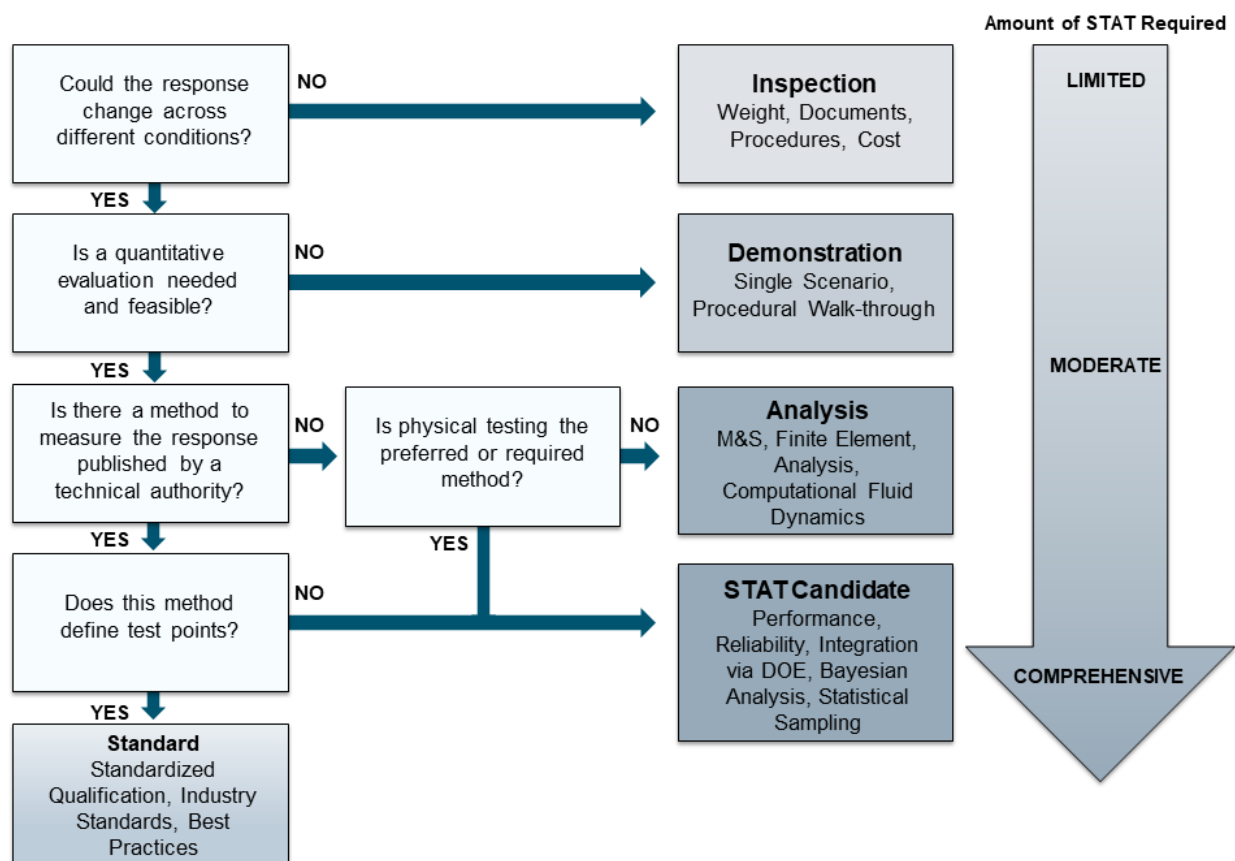 Amount of STAT Required
Could the response
change across
different conditions?
NO
Inspection
Weight, Documents,
Procedures, Cost
LIMITED
YES
Is a quantitative
evaluation needed
and feasible?
NO
Demonstration
Single Scenario,
Procedural Walk-through
MODERATE
YES
Is there a method to
measure the response
published by a
technical authority?
NO
Is physical testing the
preferred or required
method?
NO
Analysis
M&S, Finite Element,
Analysis,
Computational Fluid
Dynamics
YES
YES
Does this method
define test points?
NO
STAT Candidate
Performance,
Reliability, Integration
via DOE, Bayesian
Analysis, Statistical
Sampling
COMPREHENSIVE
YES
Standard
Standardized
Qualification, Industry
Standards, Best
Practices